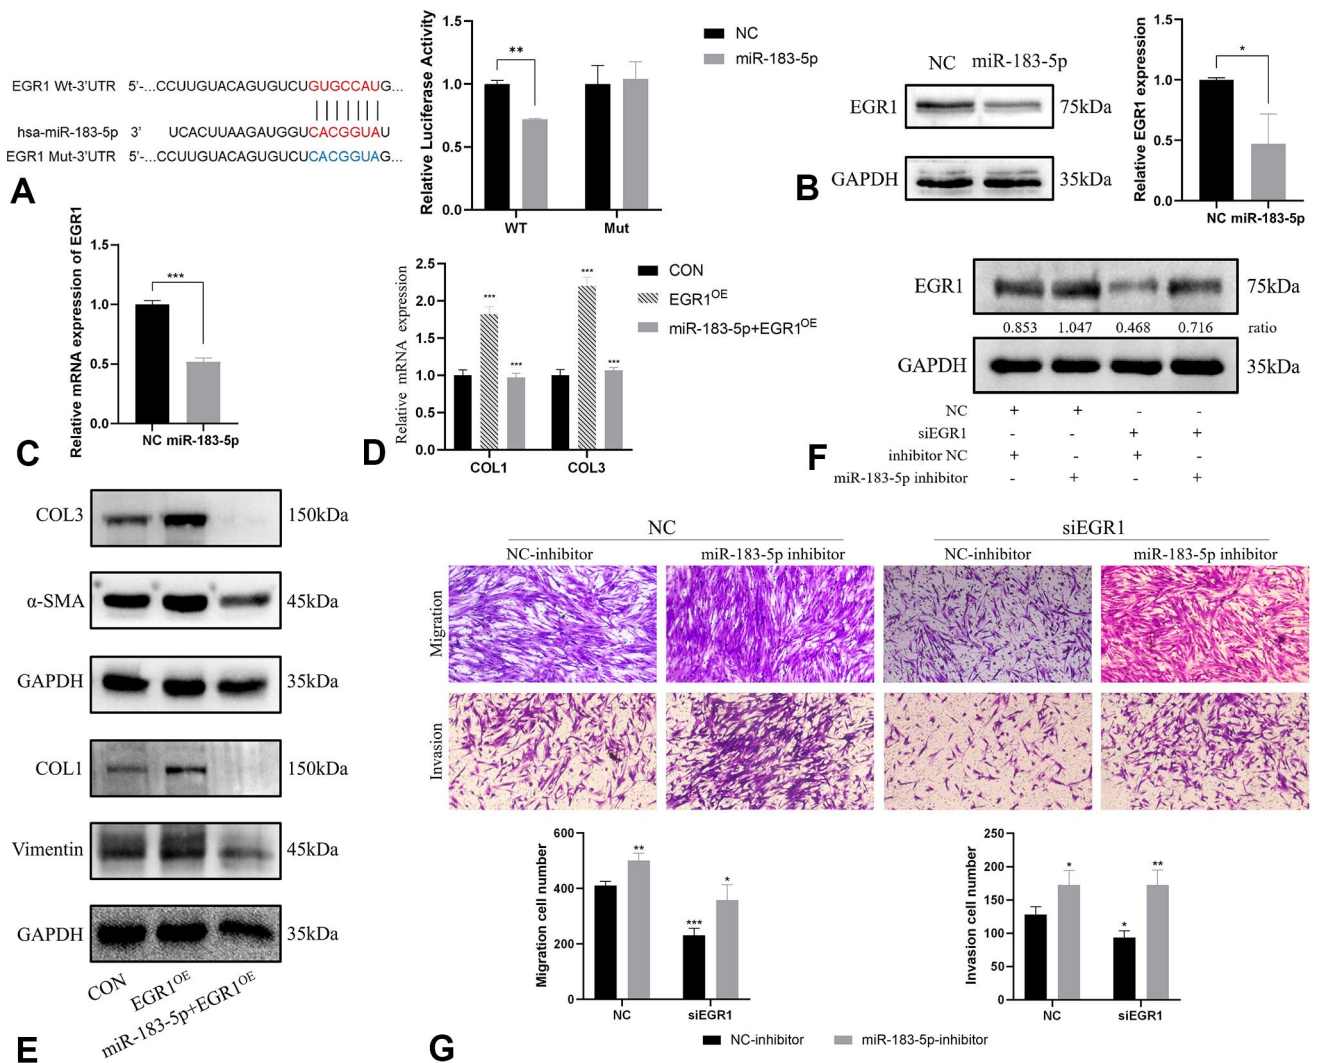 EGR1 Wt-3'UTR 5'-...CCUUGUACAGUGUCUGUGCCAUG...
hsa-miR-183-5p 3' UCACUUAAGAUGGUCACGGUAU
EGR1 Mut-3'UTR 5'-...CCUUGUACAGUGUCUCACGGUAG...
A
Relative Luciferase Activity
1.5
1.0
0.5
0.0
**
WT
Mut
NC
miR-183-5p
B
NC miR-183-5p
EGR1 75kDa
GAPDH 35kDa
Relative EGR1 expression
1.5
1.0
0.5
0.0
*
NC miR-183-5p
C
Relative mRNA expression of EGR1
1.5
1.0
0.5
0.0
***
NC miR-183-5p
D
Relative mRNA expression
2.5
2.0
1.5
1.0
0.5
0.0
***
***
***
***
COL1
COL3
CON
EGR1OE
miR-183-5p+EGR1OE
F
EGR1 75kDa
0.853 1.047 0.468 0.716 ratio
GAPDH 35kDa
NC + + - -
siEGR1 - - + +
inhibitor NC + - + -
miR-183-5p inhibitor - + - +
E
COL3 150kDa
α-SMA 45kDa
GAPDH 35kDa
COL1 150kDa
Vimentin 45kDa
GAPDH 35kDa
CON
EGR1OE
miR-183-5p+EGR1OE
G
NC siEGR1
NC-inhibitor miR-183-5p inhibitor NC-inhibitor miR-183-5p inhibitor
Migration
Invasion
Migration cell number
600
400
200
0
**
***
*
NC
siEGR1
Invasion cell number
250
200
150
100
50
0
*
*
**
NC
siEGR1
NC-inhibitor
miR-183-5p-inhibitor